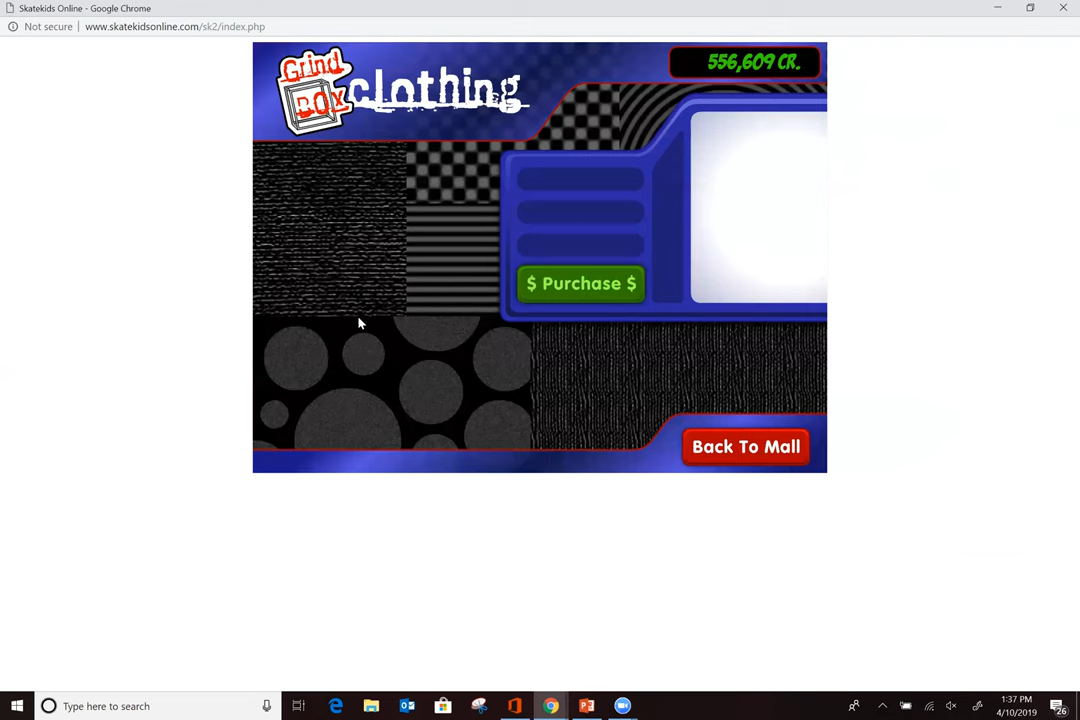 Skatekids Online - Google Chrome
Not secure | www.skatekidsonline.com/sk2/index.php
Grind BOX clothing
556,609 CR.
$ Purchase $
Back To Mall
Type here to search
1:37 PM
4/10/2019
26